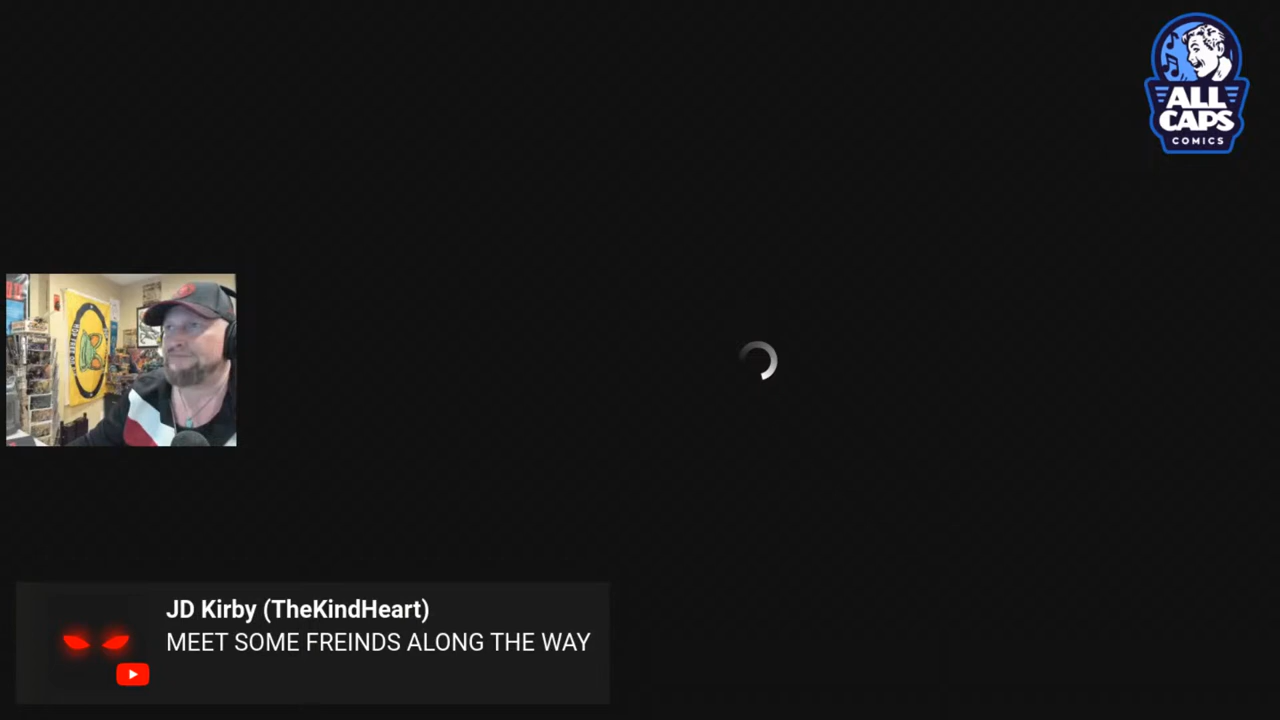 ALL
CAPS
COMICS
JD Kirby (TheKindHeart)
MEET SOME FREINDS ALONG THE WAY